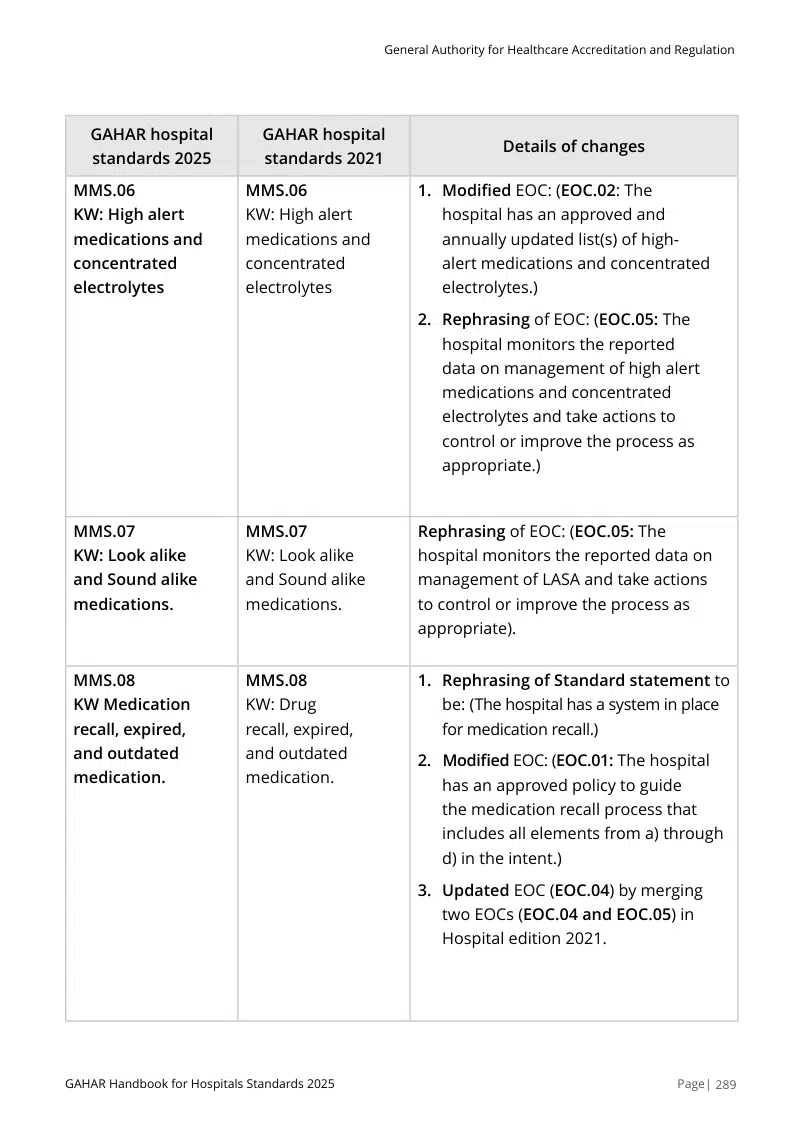 General Authority for Healthcare Accreditation and Regulation
GAHAR hospital
standards 2025
GAHAR hospital
standards 2021
Details of changes
MMS.06
KW: High alert
medications and
concentrated
electrolytes
MMS.06
KW: High alert
medications and
concentrated
electrolytes
1. Modified EOC: (EOC.02: The
hospital has an approved and
annually updated list(s) of high-
alert medications and concentrated
electrolytes.)
2. Rephrasing of EOC: (EOC.05: The
hospital monitors the reported
data on management of high alert
medications and concentrated
electrolytes and take actions to
control or improve the process as
appropriate.)
MMS.07
KW: Look alike
and Sound alike
medications.
MMS.07
KW: Look alike
and Sound alike
medications.
Rephrasing of EOC: (EOC.05: The
hospital monitors the reported data on
management of LASA and take actions
to control or improve the process as
appropriate).
MMS.08
KW Medication
recall, expired,
and outdated
medication.
MMS.08
KW: Drug
recall, expired,
and outdated
medication.
1. Rephrasing of Standard statement to
be: (The hospital has a system in place
for medication recall.)
2. Modified EOC: (EOC.01: The hospital
has an approved policy to guide
the medication recall process that
includes all elements from a) through
d) in the intent.)
3. Updated EOC (EOC.04) by merging
two EOCs (EOC.04 and EOC.05) in
Hospital edition 2021.
GAHAR Handbook for Hospitals Standards 2025
Page| 289